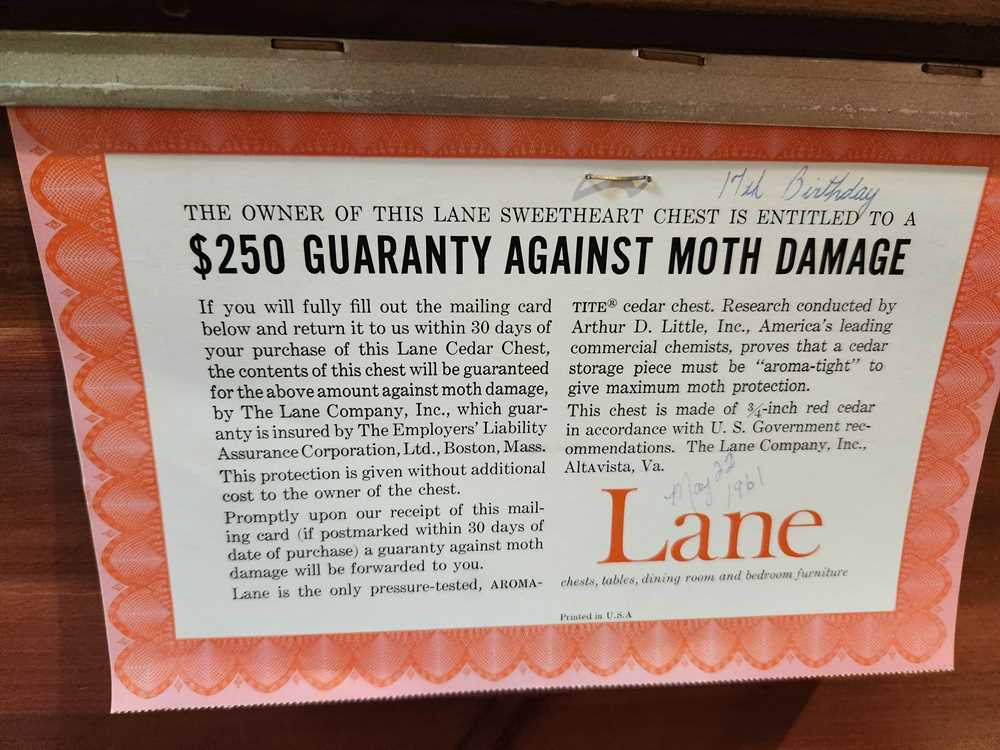 17th Birthday
THE OWNER OF THIS LANE SWEETHEART CHEST IS ENTITLED TO A
$250 GUARANTY AGAINST MOTH DAMAGE
If you will fully fill out the mailing card
below and return it to us within 30 days of
your purchase of this Lane Cedar Chest,
the contents of this chest will be guaranteed
for the above amount against moth damage,
by The Lane Company, Inc., which guar-
anty is insured by The Employers' Liability
Assurance Corporation, Ltd., Boston, Mass.
This protection is given without additional
cost to the owner of the chest.
Promptly upon our receipt of this mail-
ing card (if postmarked within 30 days of
date of purchase) a guaranty against moth
damage will be forwarded to you.
Lane is the only pressure-tested, AROMA-
TITE® cedar chest. Research conducted by
Arthur D. Little, Inc., America's leading
commercial chemists, proves that a cedar
storage piece must be "aroma-tight" to
give maximum moth protection.
This chest is made of ¾-inch red cedar
in accordance with U. S. Government rec-
ommendations. The Lane Company, Inc.,
Altavista, Va.
May 22
1961
Lane
chests, tables, dining room and bedroom furniture
Printed in U.S.A